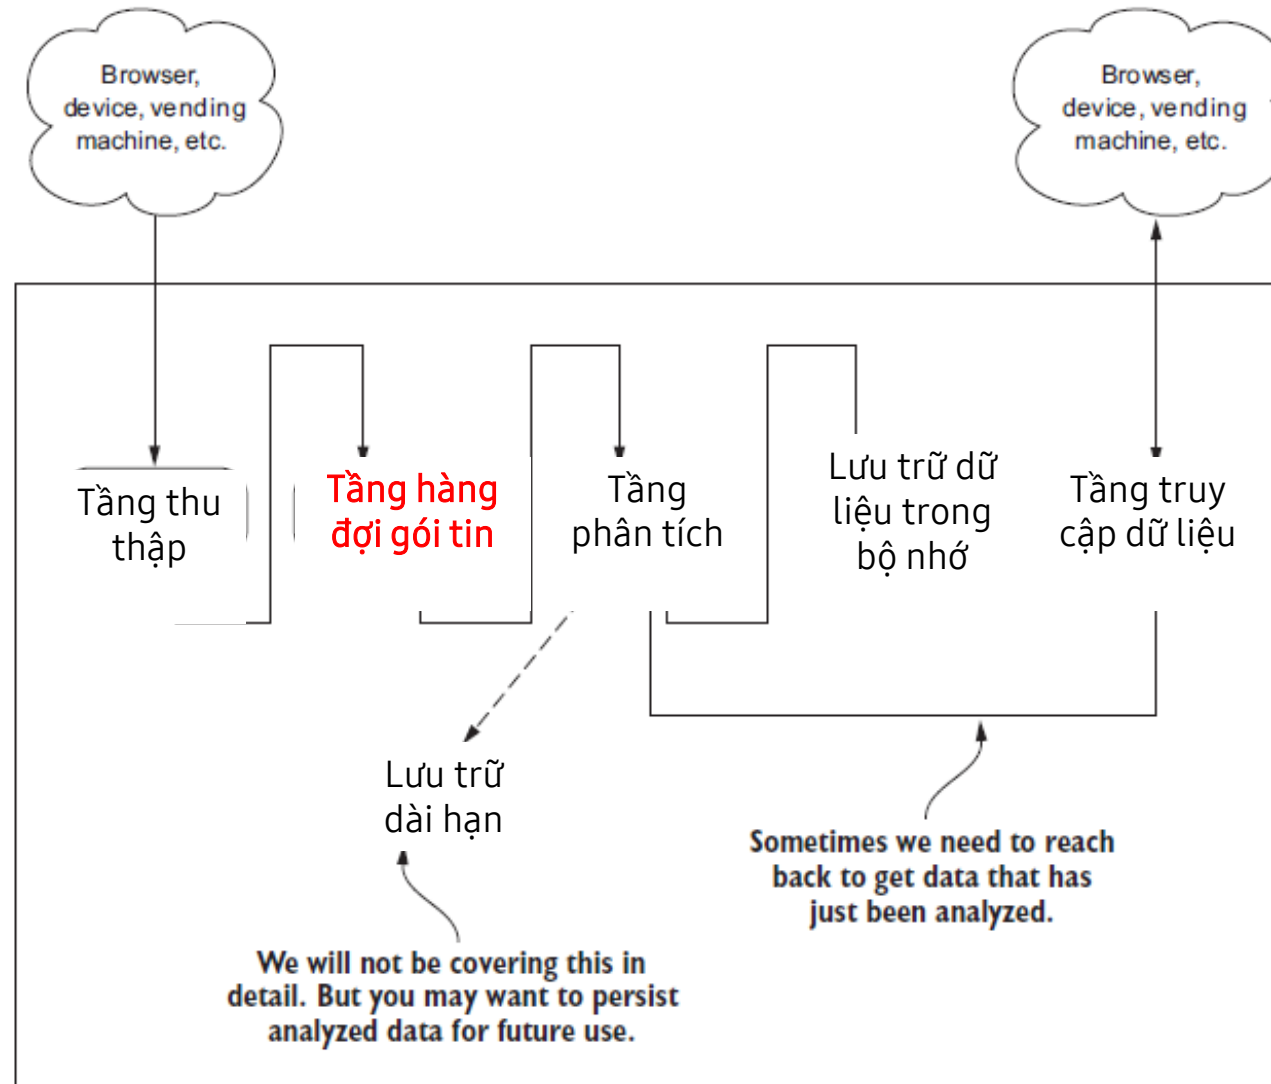 Browser,
device, vending
machine, etc.
Browser,
device, vending
machine, etc.
Tầng thu
thập
Tầng hàng
đợi gói tin
Tầng
phân tích
Lưu trữ dữ
liệu trong
bộ nhớ
Tầng truy
cập dữ liệu
Lưu trữ
dài hạn
Sometimes we need to reach
back to get data that has
just been analyzed.
We will not be covering this in
detail. But you may want to persist
analyzed data for future use.